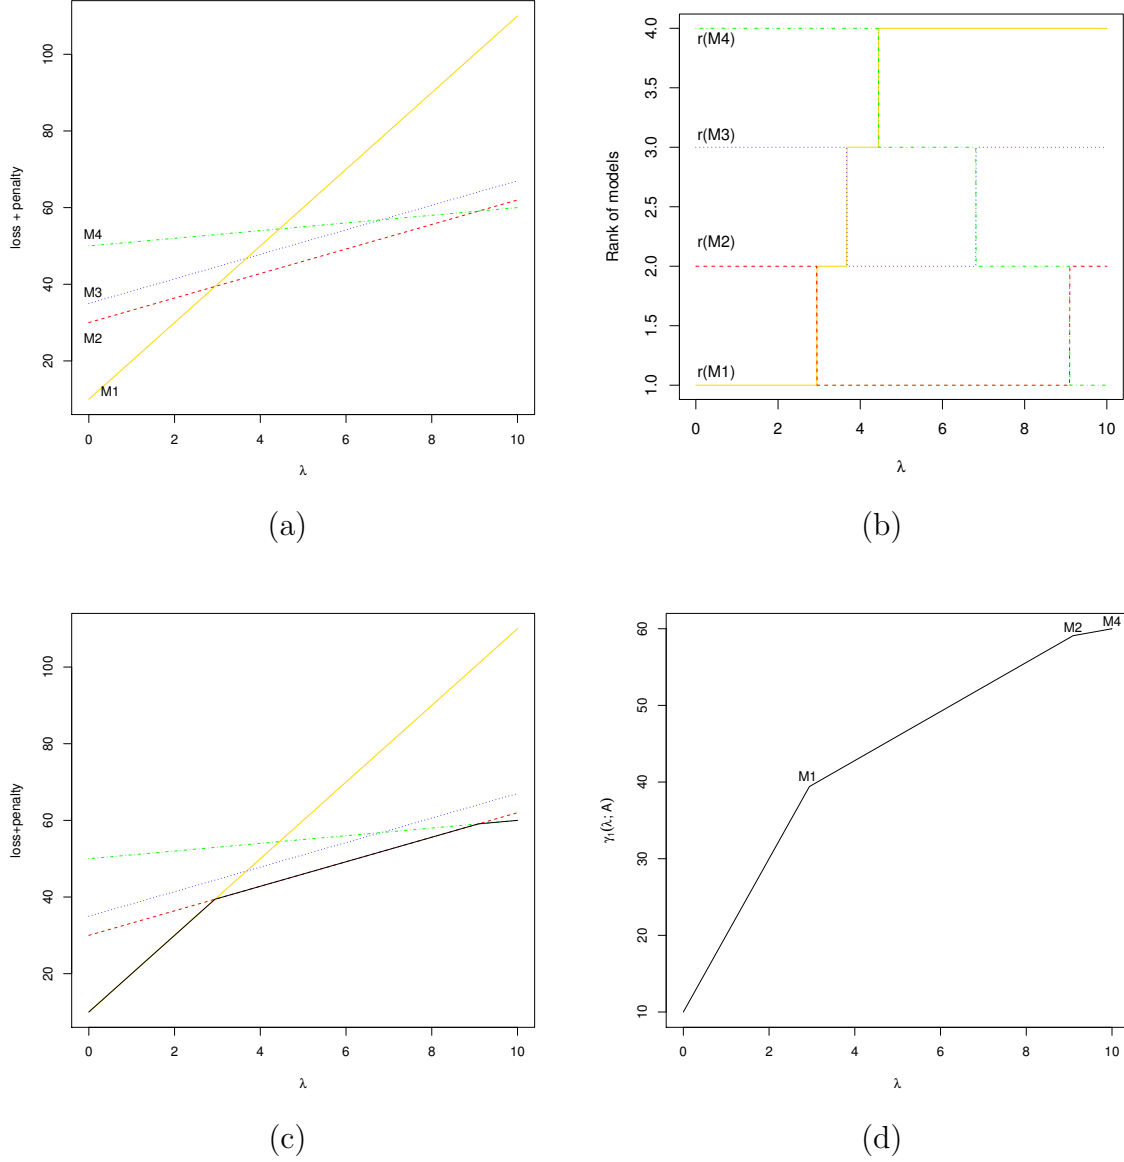 loss + penalty
100
80
60
40
20
M4
M3
M2
M1
0 2 4 6 8 10
λ
(a)
Rank of models
4.0
3.5
3.0
2.5
2.0
1.5
1.0
r(M4)
r(M3)
r(M2)
r(M1)
0 2 4 6 8 10
λ
(b)
loss+penalty
100
80
60
40
20
0 2 4 6 8 10
λ
(c)
γ₁(λ; A)
60
50
40
30
20
10
M2 M4
M1
0 2 4 6 8 10
λ
(d)